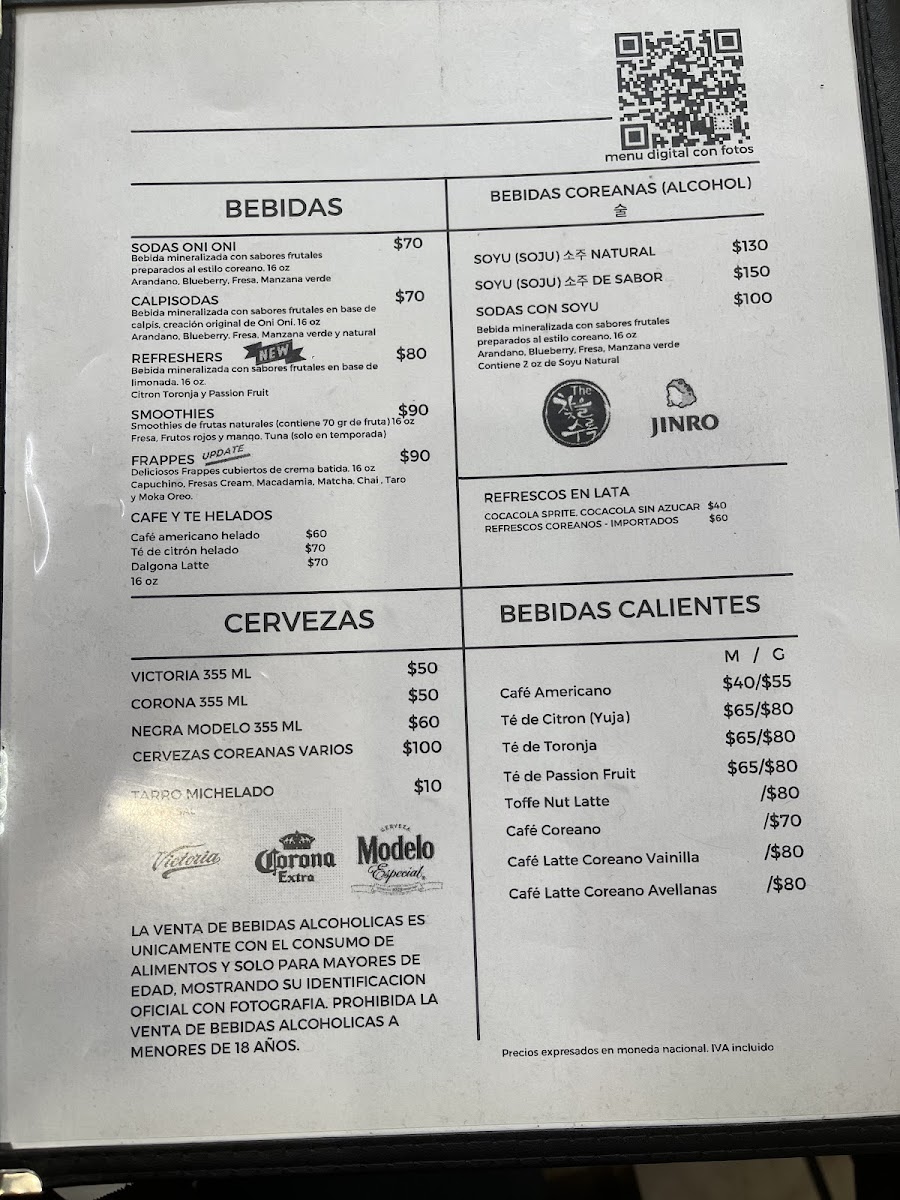 menu digital con fotos
BEBIDAS
SODAS ONI ONI $70
Bebida mineralizada con sabores frutales
preparados al estilo coreano. 16 oz
Arandano, Blueberry, Fresa, Manzana verde
CALPISODAS $70
Bebida mineralizada con sabores frutales en base de
calpis, creación original de Oni Oni. 16 oz
Arandano, Blueberry, Fresa, Manzana verde y natural
REFRESHERS NEW $80
Bebida mineralizada con sabores frutales en base de
limonada. 16 oz.
Citron Toronja y Passion Fruit
SMOOTHIES $90
Smoothies de frutas naturales (contiene 70 gr de fruta) 16 oz
Fresa, Frutos rojos y mango, Tuna (solo en temporada)
FRAPPES UPDATE $90
Deliciosos Frappes cubiertos de crema batida. 16 oz
Capuchino, Fresas Cream, Macadamia, Matcha, Chai , Taro
y Moka Oreo.
CAFE Y TE HELADOS
Café americano helado $60
Té de citrón helado $70
Dalgona Latte $70
16 oz
BEBIDAS COREANAS (ALCOHOL)
술
SOYU (SOJU) 소주 NATURAL $130
SOYU (SOJU) 소주 DE SABOR $150
SODAS CON SOYU $100
Bebida mineralizada con sabores frutales
preparados al estilo coreano. 16 oz
Arandano, Blueberry, Fresa, Manzana verde
Contiene 2 oz de Soyu Natural
The
JINRO
REFRESCOS EN LATA
COCACOLA SPRITE, COCACOLA SIN AZUCAR $40
REFRESCOS COREANOS - IMPORTADOS $60
CERVEZAS
VICTORIA 355 ML $50
CORONA 355 ML $50
NEGRA MODELO 355 ML $60
CERVEZAS COREANAS VARIOS $100
TARRO MICHELADO $10
Victoria
Corona
Extra
CERVEZA
Modelo
Especial
LA VENTA DE BEBIDAS ALCOHOLICAS ES
UNICAMENTE CON EL CONSUMO DE
ALIMENTOS Y SOLO PARA MAYORES DE
EDAD, MOSTRANDO SU IDENTIFICACION
OFICIAL CON FOTOGRAFIA. PROHIBIDA LA
VENTA DE BEBIDAS ALCOHOLICAS A
MENORES DE 18 AÑOS.
BEBIDAS CALIENTES
M / G
Café Americano $40/$55
Té de Citron (Yuja) $65/$80
Té de Toronja $65/$80
Té de Passion Fruit $65/$80
Toffe Nut Latte /$80
Café Coreano /$70
Café Latte Coreano Vainilla /$80
Café Latte Coreano Avellanas /$80
Precios expresados en moneda nacional. IVA incluido